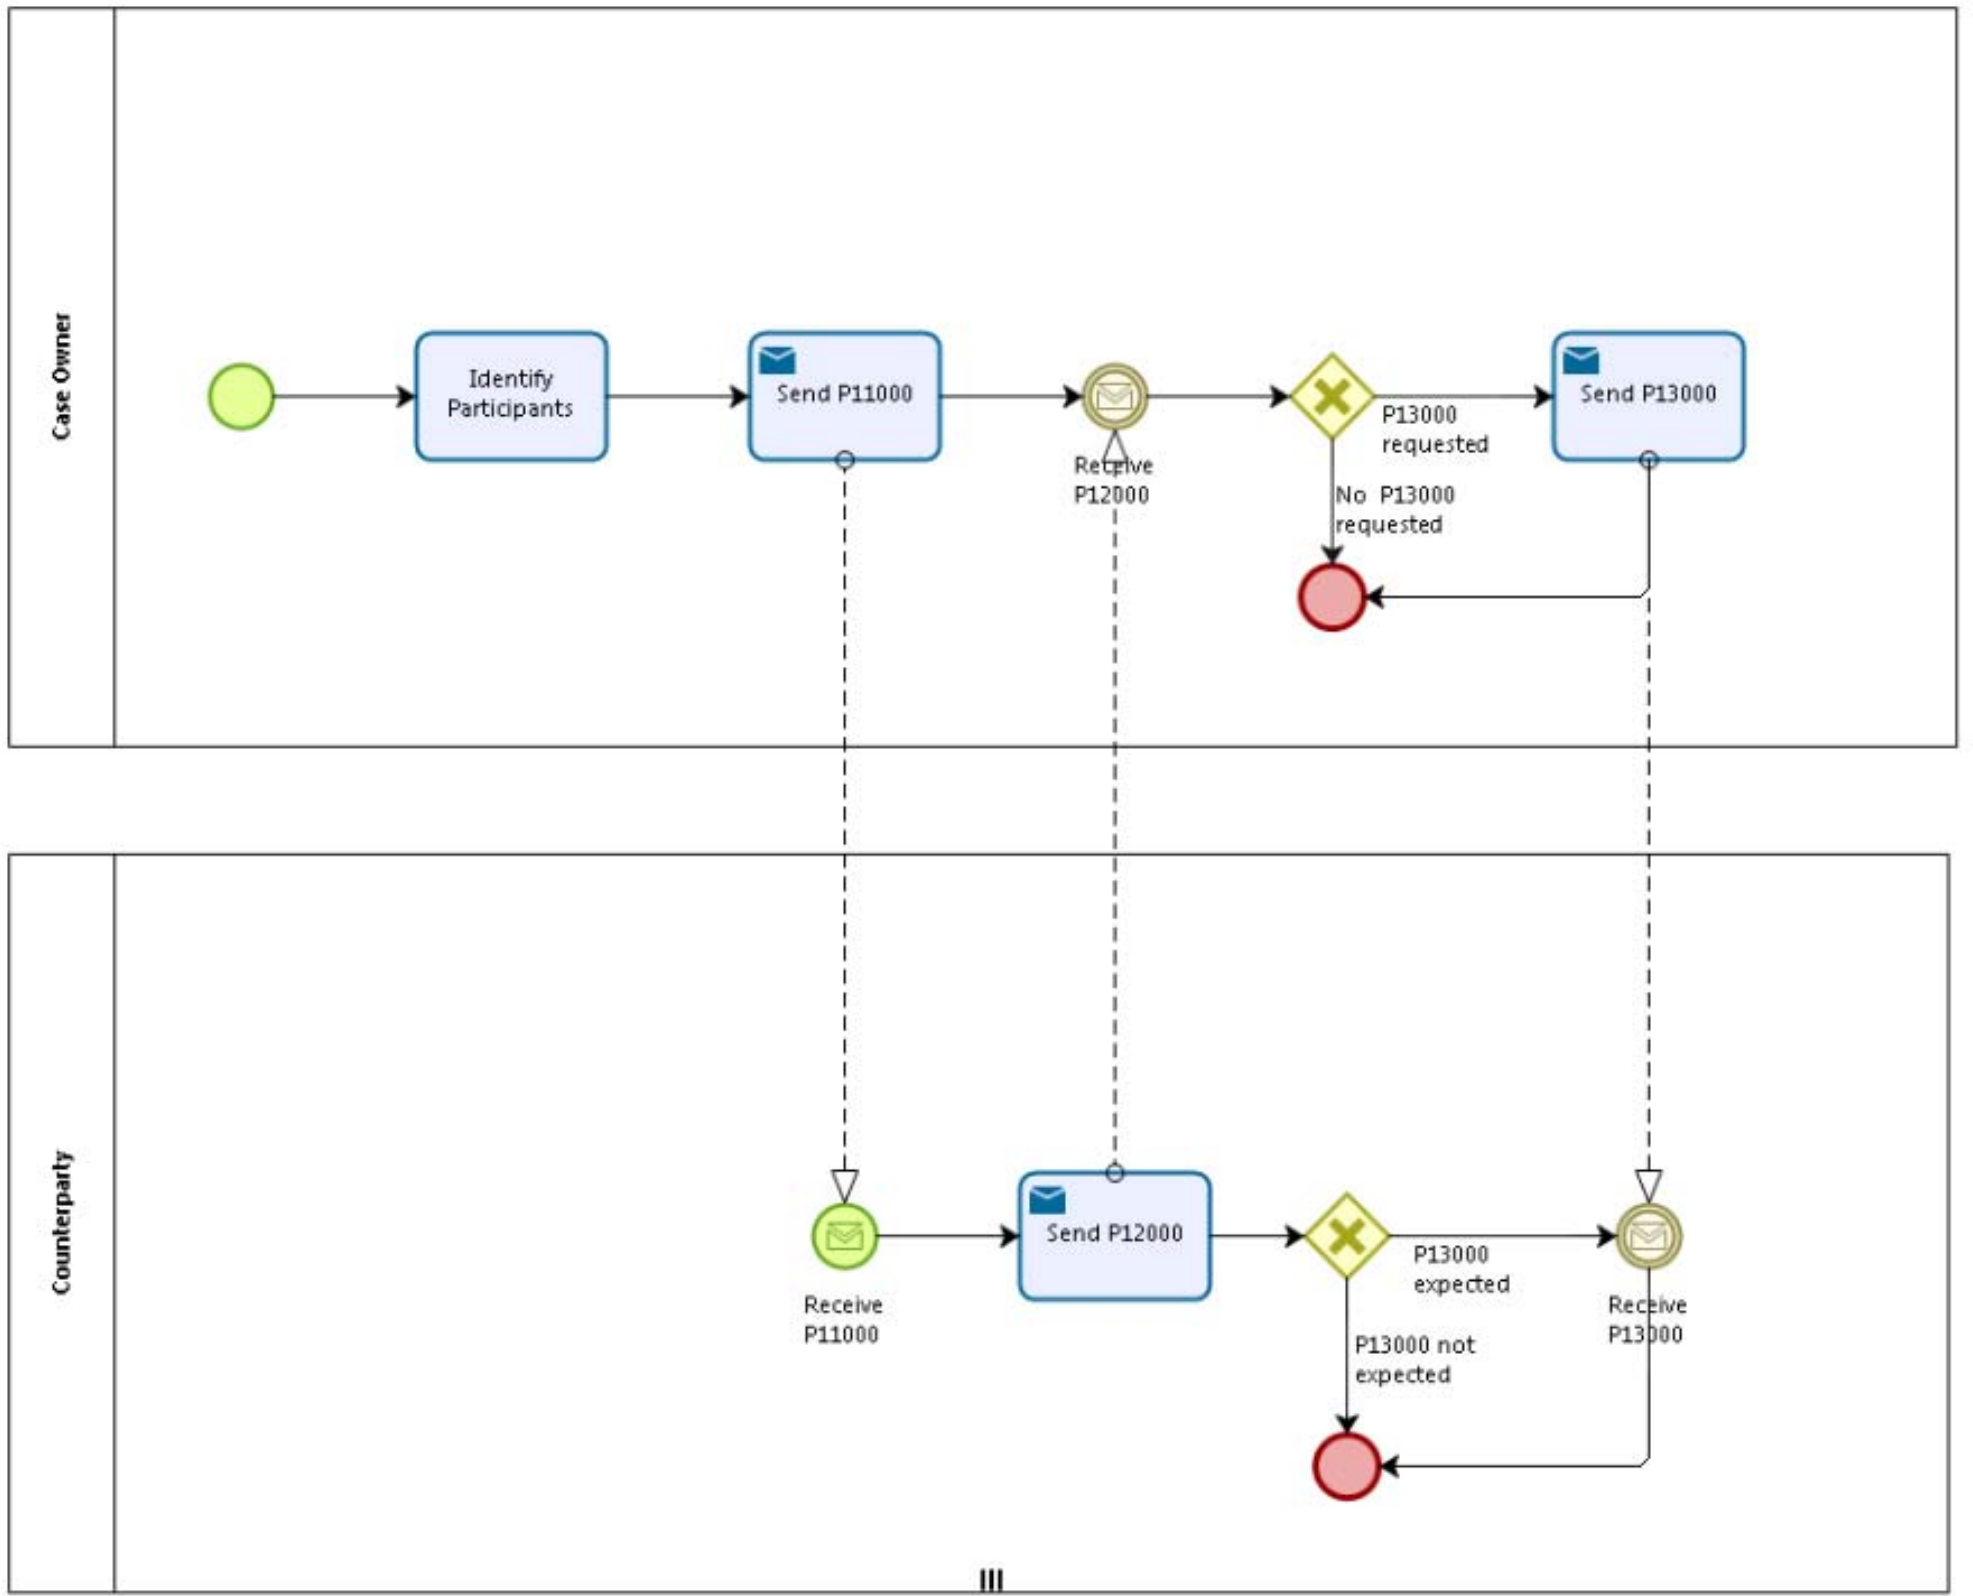 Case Owner
Identify
Participants
Send P11000
Receive
P12000
P13000
requested
No P13000
requested
Send P13000
Counterparty
Receive
P11000
Send P12000
P13000
expected
P13000 not
expected
Receive
P13000